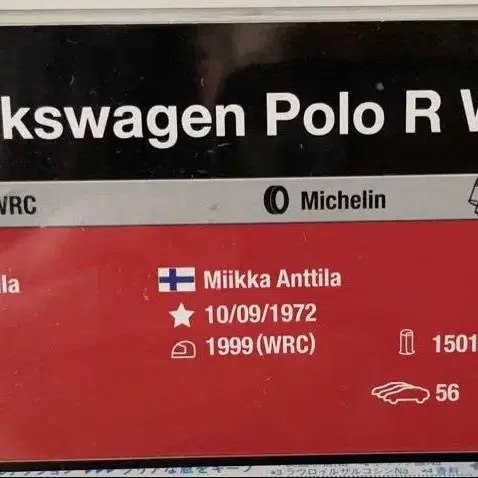 kswagen Polo R W
WRC
Michelin
la
Miikka Anttila
10/09/1972
1999(WRC)
1501
56